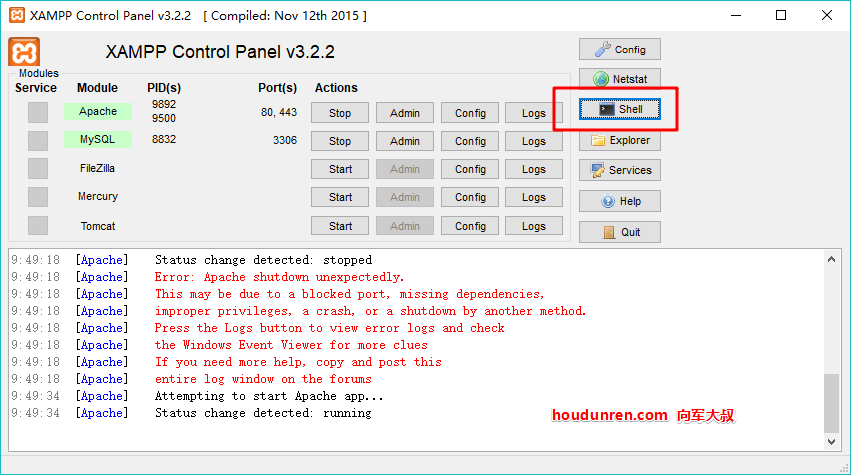 XAMPP Control Panel v3.2.2 [ Compiled: Nov 12th 2015 ]
XAMPP Control Panel v3.2.2
Config
Modules
Service Module PID(s) Port(s) Actions
Netstat
Apache 9892 9500 80, 443 Stop Admin Config Logs
Shell
MySQL 8832 3306 Stop Admin Config Logs
Explorer
FileZilla Start Admin Config Logs
Services
Mercury Start Admin Config Logs
Help
Tomcat Start Admin Config Logs
Quit
9:49:18 [Apache] Status change detected: stopped
9:49:18 [Apache] Error: Apache shutdown unexpectedly.
9:49:18 [Apache] This may be due to a blocked port, missing dependencies,
9:49:18 [Apache] improper privileges, a crash, or a shutdown by another method.
9:49:18 [Apache] Press the Logs button to view error logs and check
9:49:18 [Apache] the Windows Event Viewer for more clues
9:49:18 [Apache] If you need more help, copy and post this
9:49:18 [Apache] entire log window on the forums
9:49:34 [Apache] Attempting to start Apache app...
9:49:34 [Apache] Status change detected: running
houdunren.com 向军大叔